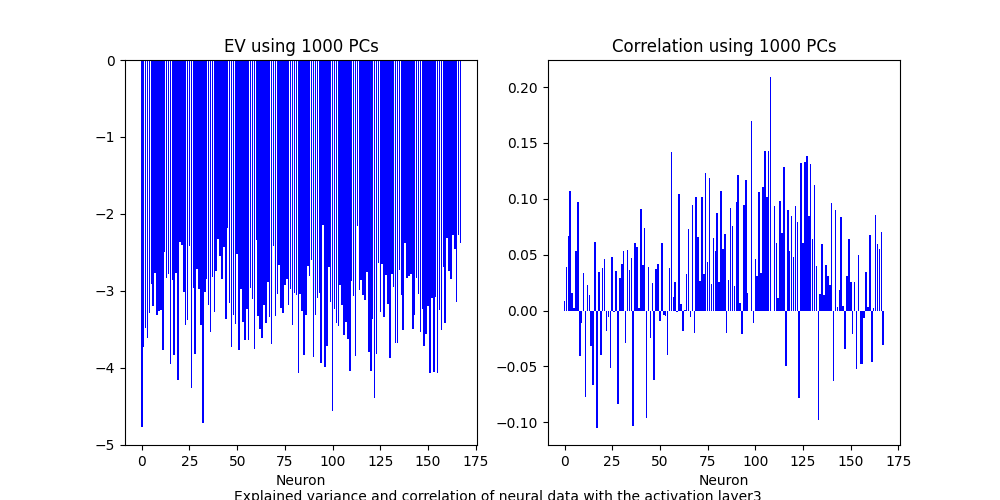 EV using 1000 PCs
0
−1
−2
−3
−4
−5
0 25 50 75 100 125 150 175
Neuron
Correlation using 1000 PCs
0.20
0.15
0.10
0.05
0.00
−0.05
−0.10
0 25 50 75 100 125 150 175
Neuron
Explained variance and correlation of neural data with the activation layer3